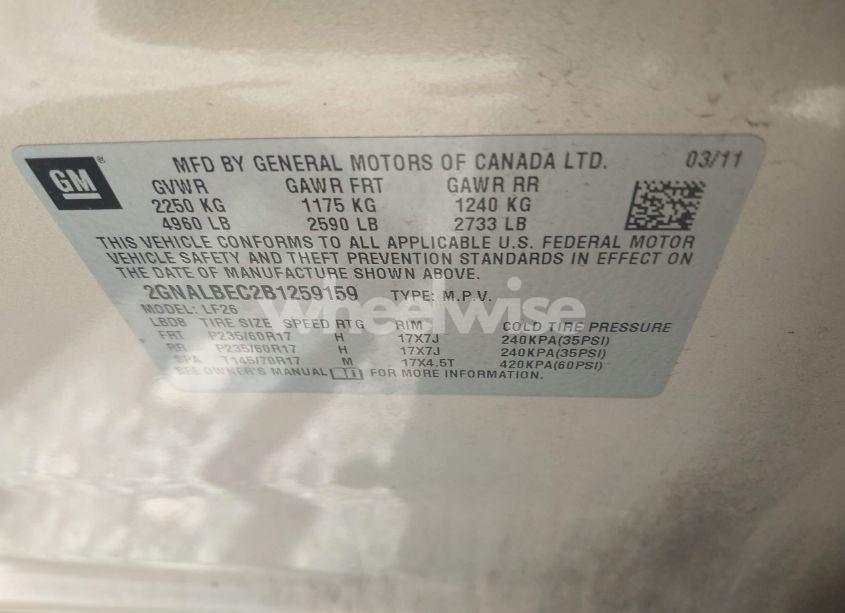 GM ® MFD BY GENERAL MOTORS OF CANADA LTD. 03/11
GVWR GAWR FRT GAWR RR
2250 KG 1175 KG 1240 KG
4960 LB 2590 LB 2733 LB
THIS VEHICLE CONFORMS TO ALL APPLICABLE U.S. FEDERAL MOTOR
VEHICLE SAFETY AND THEFT PREVENTION STANDARDS IN EFFECT ON
THE DATE OF MANUFACTURE SHOWN ABOVE.
2GNALBEC2B1259159 TYPE: M.P.V.
wheelwise
MODEL: LF26
LBD8 TIRE SIZE SPEED RTG RIM COLD TIRE PRESSURE
FRT P235/60R17 H 17X7J 240KPA(35PSI)
RR P235/60R17 H 17X7J 240KPA(35PSI)
SPA T145/70R17 M 17X4.5T 420KPA(60PSI)
SEE OWNER'S MANUAL FOR MORE INFORMATION.